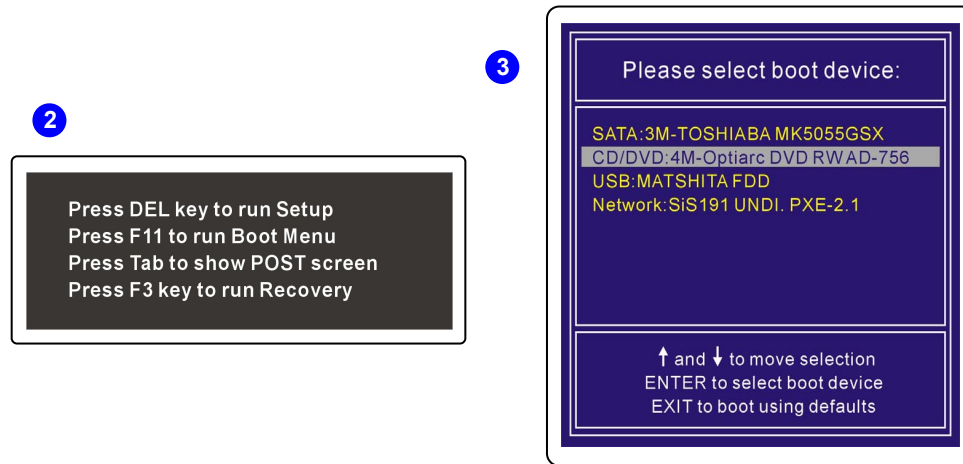 2
Press DEL key to run Setup
Press F11 to run Boot Menu
Press Tab to show POST screen
Press F3 key to run Recovery
3
Please select boot device:
SATA:3M-TOSHIABA MK5055GSX
CD/DVD:4M-Optiarc DVD RW AD-756
USB:MATSHITA FDD
Network:SiS191 UNDI. PXE-2.1
↑ and ↓ to move selection
ENTER to select boot device
EXIT to boot using defaults